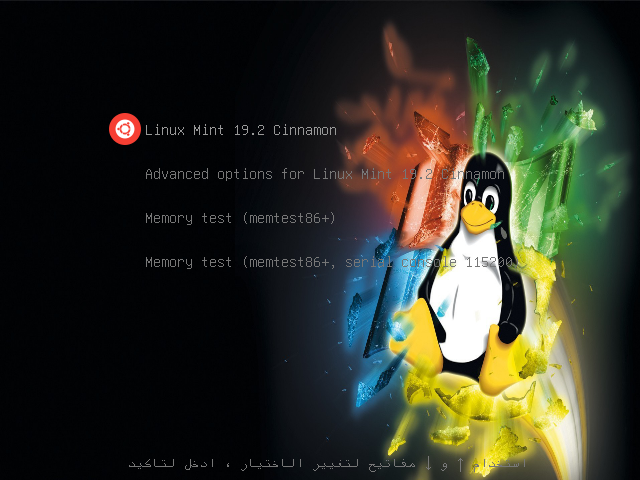 Linux Mint 19.2 Cinnamon
Advanced options for Linux Mint 19.2 Cinnamon
Memory test (memtest86+)
Memory test (memtest86+, serial console 115200
استخدام ↑ و ↓ مفاتيح لتغيير الاختيار ، ادخل لتاكيد